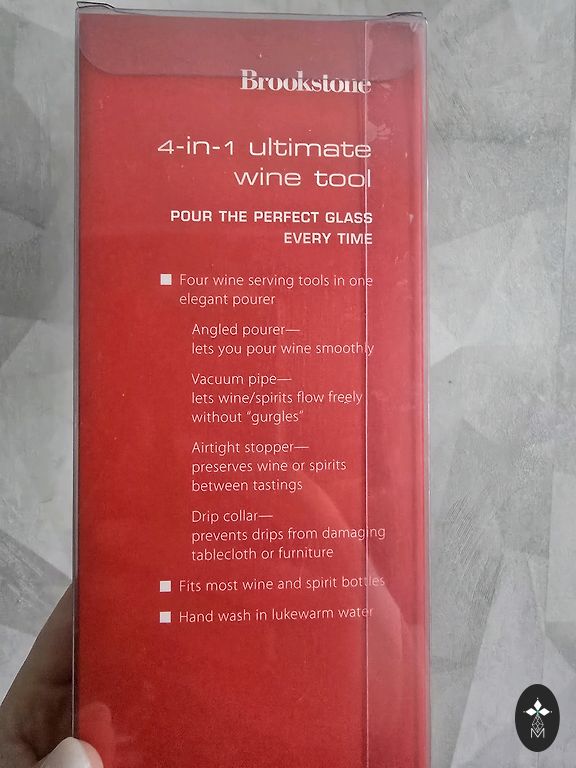 Brookstone
4-in-1 ultimate
wine tool
POUR THE PERFECT GLASS
EVERY TIME
■ Four wine serving tools in one
elegant pourer
Angled pourer—
lets you pour wine smoothly
Vacuum pipe—
lets wine/spirits flow freely
without "gurgles"
Airtight stopper—
preserves wine or spirits
between tastings
Drip collar—
prevents drips from damaging
tablecloth or furniture
■ Fits most wine and spirit bottles
■ Hand wash in lukewarm water
M